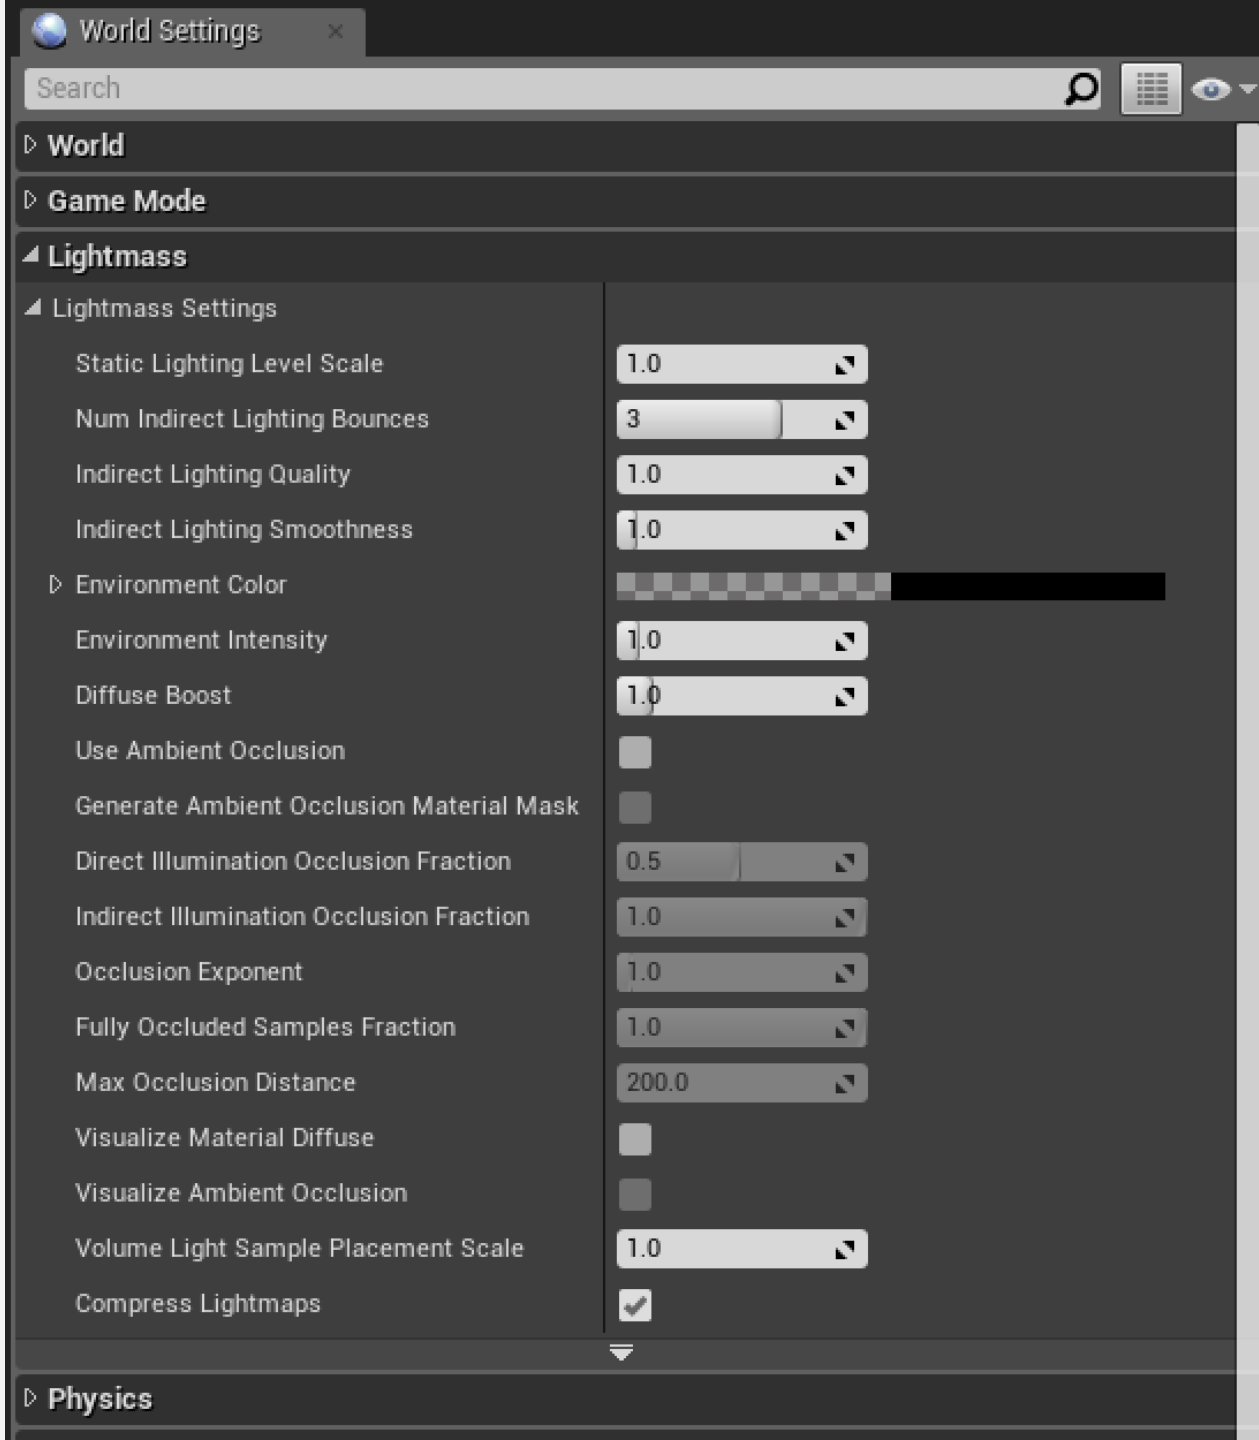 World Settings
Search
World
Game Mode
Lightmass
Lightmass Settings
Static Lighting Level Scale 1.0
Num Indirect Lighting Bounces 3
Indirect Lighting Quality 1.0
Indirect Lighting Smoothness 1.0
Environment Color
Environment Intensity 1.0
Diffuse Boost 1.0
Use Ambient Occlusion
Generate Ambient Occlusion Material Mask
Direct Illumination Occlusion Fraction 0.5
Indirect Illumination Occlusion Fraction 1.0
Occlusion Exponent 1.0
Fully Occluded Samples Fraction 1.0
Max Occlusion Distance 200.0
Visualize Material Diffuse
Visualize Ambient Occlusion
Volume Light Sample Placement Scale 1.0
Compress Lightmaps
Physics